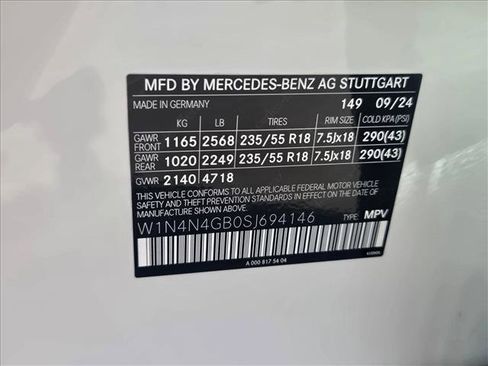 MFD BY MERCEDES-BENZ AG STUTTGART
MADE IN GERMANY 149 09/24
KG LB TIRES RIM SIZE COLD KPA (PSI)
GAWR FRONT 1165 2568 235/55 R18 7.5Jx18 290(43)
GAWR REAR 1020 2249 235/55 R18 7.5Jx18 290(43)
GVWR 2140 4718
THIS VEHICLE CONFORMS TO ALL APPLICABLE FEDERAL MOTOR VEHICLE
SAFETY AND THEFT PREVENTION STANDARDS IN EFFECT ON THE DATE OF
MANUFACTURE SHOWN ABOVE.
W1N4N4GB0SJ694146 TYPE: MPV
A 000 817 54 04